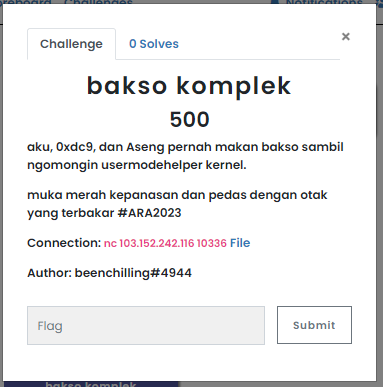 oreboard Challenges Notifications
Challenge
0 Solves
×
bakso komplek
500
aku, 0xdc9, dan Aseng pernah makan bakso sambil
ngomongin usermodehelper kernel.
muka merah kepanasan dan pedas dengan otak
yang terbakar #ARA2023
Connection: nc 103.152.242.116 10336 File
Author: beenchilling#4944
Flag
Submit
bakso komplek